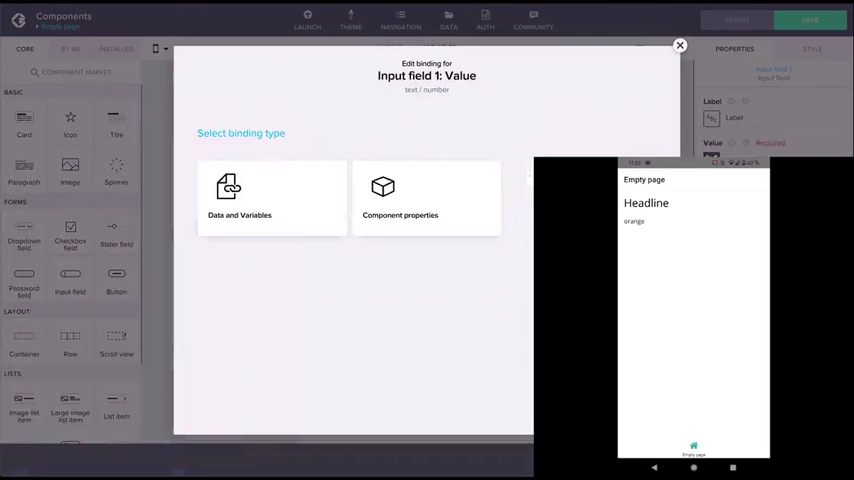 Components
Empty page
LAUNCH
THEME
NAVIGATION
DATA
AUTH
COMMUNITY
REVERT
SAVE
CORE
BY ME
INSTALLED
PROPERTIES
STYLE
COMPONENT MARKET
BASIC
Card
Icon
Title
Paragraph
Image
Spinner
FORMS
Dropdown
field
Checkbox
field
Slider field
Password
field
Input field
Button
LAYOUT
Container
Row
Scroll view
LISTS
Image list
item
Large image
list item
List item
Edit binding for
Input field 1: Value
text / number
Select binding type
Data and Variables
Component properties
Input field 1
Input field
Label
Label
Value
Required
Empty page
Headline
orange
Empty page